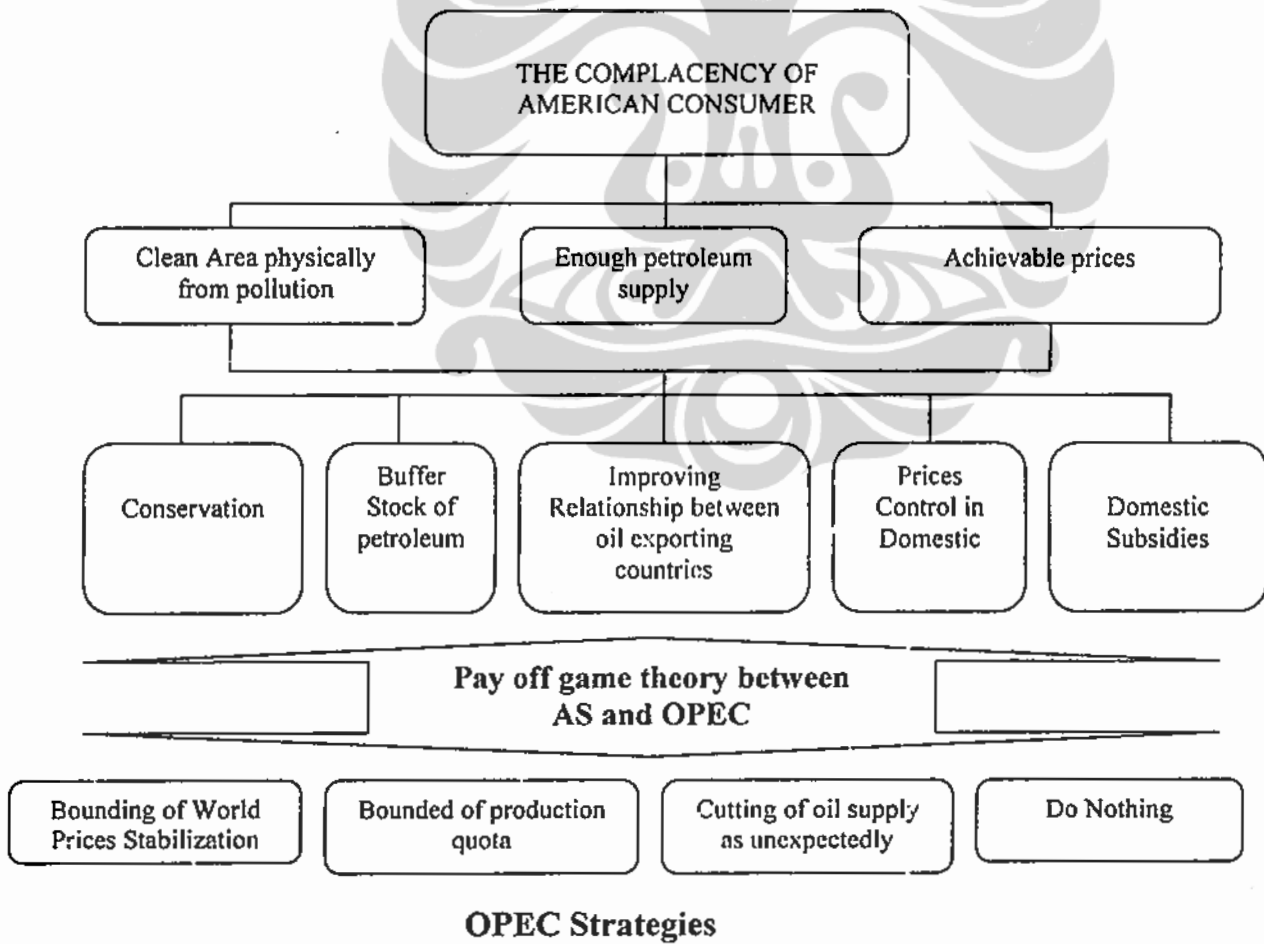 THE COMPLACENCY OF
AMERICAN CONSUMER
Clean Area physically
from pollution
Enough petroleum
supply
Achievable prices
Conservation
Buffer
Stock of
petroleum
Improving
Relationship between
oil exporting
countries
Prices
Control in
Domestic
Domestic
Subsidies
Pay off game theory between
AS and OPEC
Bounding of World
Prices Stabilization
Bounded of production
quota
Cutting of oil supply
as unexpectedly
Do Nothing
OPEC Strategies